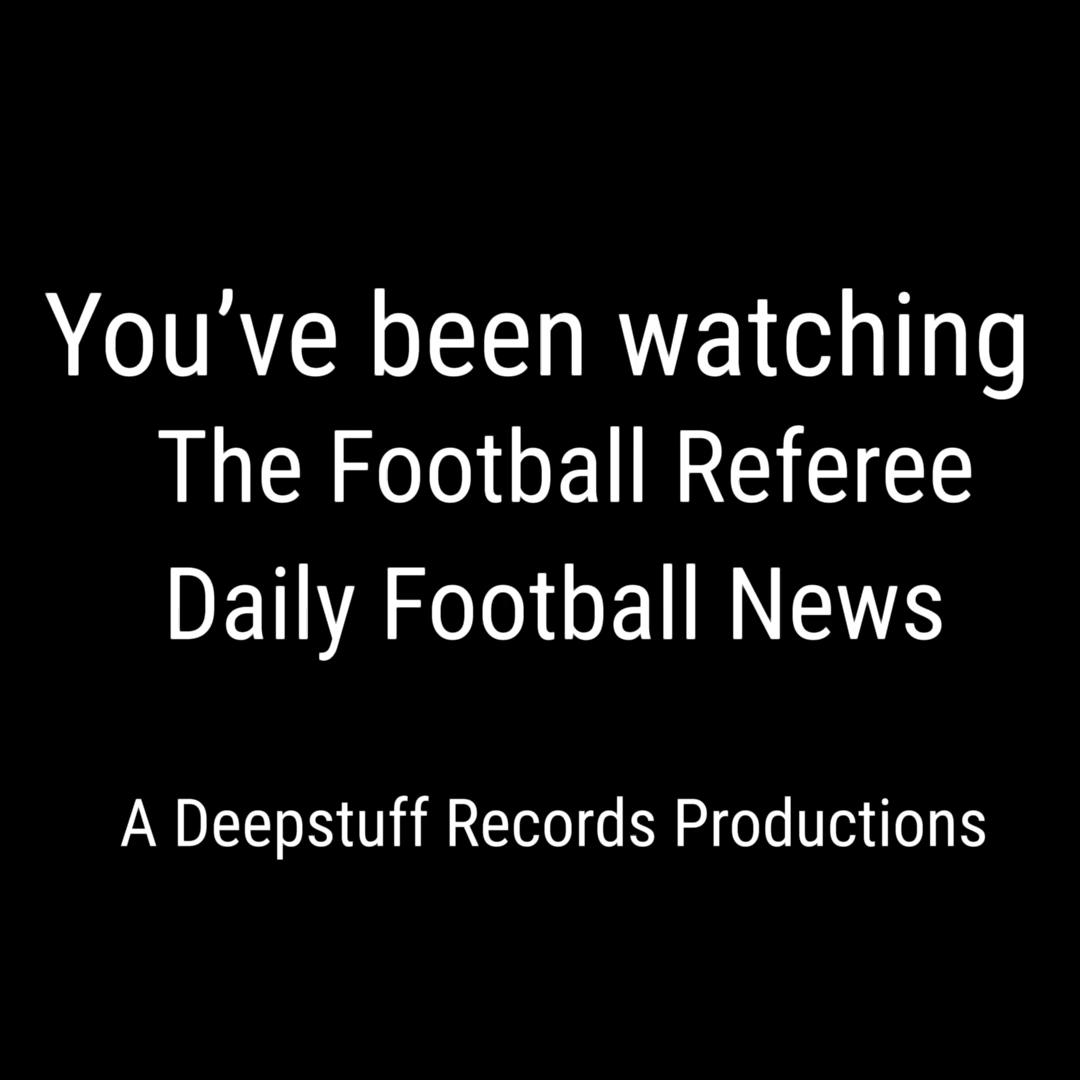 You’ve been watching
The Football Referee
Daily Football News
A Deepstuff Records Productions